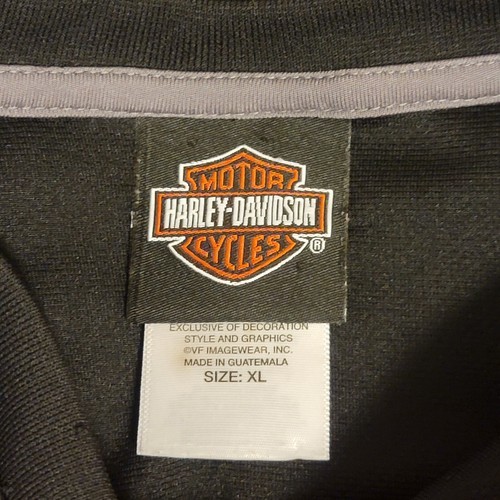 MOTOR
HARLEY-DAVIDSON
CYCLES ®
EXCLUSIVE OF DECORATION
STYLE AND GRAPHICS
©VF IMAGEWEAR, INC.
MADE IN GUATEMALA
SIZE: XL